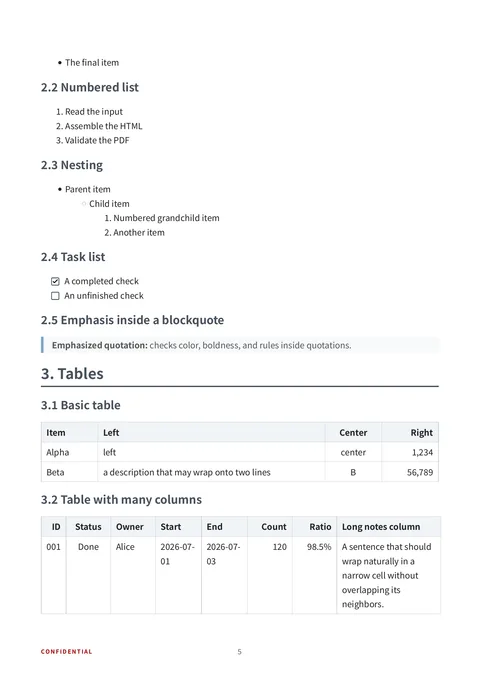 • The final item
2.2 Numbered list
1. Read the input
2. Assemble the HTML
3. Validate the PDF
2.3 Nesting
• Parent item
○ Child item
1. Numbered grandchild item
2. Another item
2.4 Task list
☑ A completed check
☐ An unfinished check
2.5 Emphasis inside a blockquote
Emphasized quotation: checks color, boldness, and rules inside quotations.
3. Tables
3.1 Basic table
Item Left Center Right
Alpha left center 1,234
Beta a description that may wrap onto two lines B 56,789
3.2 Table with many columns
ID Status Owner Start End Count Ratio Long notes column
001 Done Alice 2026-07- 2026-07- 120 98.5% A sentence that should
01 03 wrap naturally in a
narrow cell without
overlapping its
neighbors.
CONFIDENTIAL 5